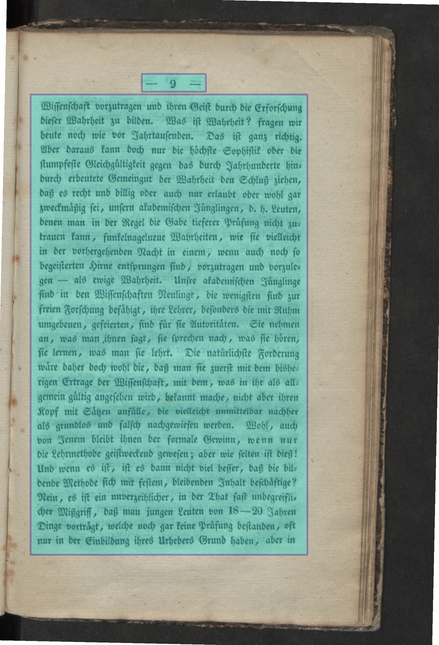 — 9 —
Wissenschaft vorzutragen und ihren Geist durch die Erforschung
dieser Wahrheit zu bilden. Was ist Wahrheit? fragen wir
heute noch wie vor Jahrtausenden. Das ist ganz richtig.
Aber daraus kann doch nur die höchste Sophistik oder die
stumpfeste Gleichgültigkeit gegen das durch Jahrhunderte hin-
durch erbeutete Gemeingut der Wahrheit den Schluß ziehen,
daß es recht und billig oder auch nur erlaubt oder wohl gar
zweckmäßig sei, unsern akademischen Jünglingen, d. h. Leuten,
denen man in der Regel die Gabe tieferer Prüfung nicht zu-
trauen kann, funkelnagelneue Wahrheiten, wie sie vielleicht
in der vorhergehenden Nacht in einem, wenn auch noch so
begeisterten Hirne entsprungen sind, vorzutragen und vorzule-
gen — als ewige Wahrheit. Unsre akademischen Jünglinge
sind in den Wissenschaften Neulinge, die wenigsten sind zur
freien Forschung befähigt, ihre Lehrer, besonders die mit Ruhm
umgebenen, gefeierten, sind für sie Autoritäten. Sie nehmen
an, was man ihnen sagt, sie sprechen nach, was sie hören,
sie lernen, was man sie lehrt. Die natürlichste Forderung
wäre daher doch wohl die, daß man sie zuerst mit dem bishe-
rigen Ertrage der Wissenschaft, mit dem, was in ihr als all-
gemein gültig angesehen wird, bekannt mache, nicht aber ihren
Kopf mit Sätzen anfülle, die vielleicht unmittelbar nachher
als grundlos und falsch nachgewiesen werden. Wohl, auch
von Jenem bleibt ihnen der formale Gewinn, wenn nur
die Lehrmethode geistweckend gewesen; aber wie selten ist dieß!
Und wenn es ist, ist es dann nicht viel besser, daß die bil-
dende Methode sich mit festem, bleibenden Inhalt beschäftige?
Nein, es ist ein unverzeihlicher, in der That fast unbegreifli-
cher Mißgriff, daß man jungen Leuten von 18—20 Jahren
Dinge vorträgt, welche noch gar keine Prüfung bestanden, oft
nur in der Einbildung ihres Urhebers Grund haben, aber in